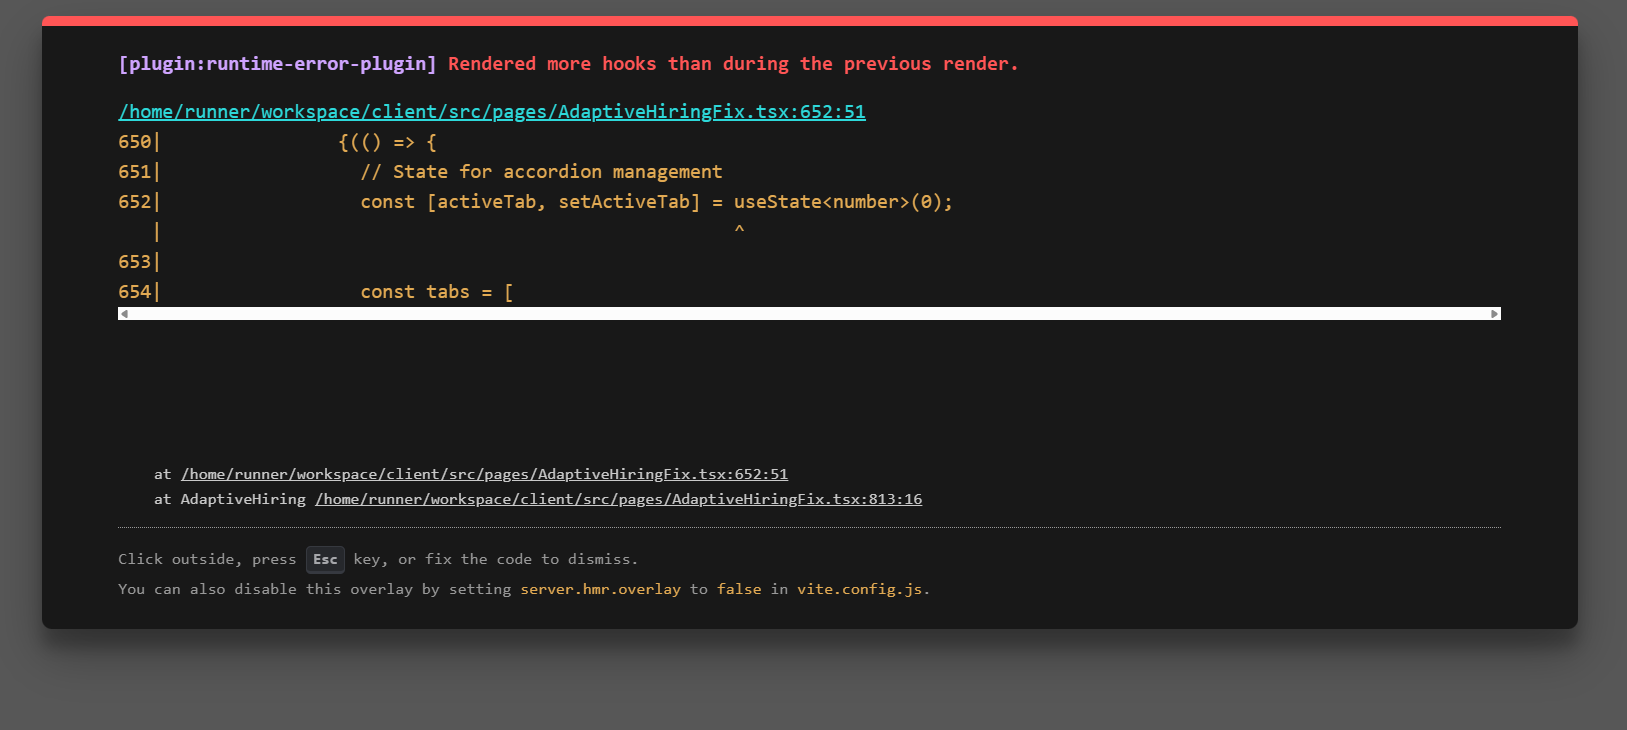 [plugin:runtime-error-plugin] Rendered more hooks than during the previous render.
/home/runner/workspace/client/src/pages/AdaptiveHiringFix.tsx:652:51
650|                {(() => {
651|                  // State for accordion management
652|                  const [activeTab, setActiveTab] = useState<number>(0);
   |                                                    ^
653|
654|                  const tabs = [
at /home/runner/workspace/client/src/pages/AdaptiveHiringFix.tsx:652:51
at AdaptiveHiring /home/runner/workspace/client/src/pages/AdaptiveHiringFix.tsx:813:16
Click outside, press Esc key, or fix the code to dismiss.
You can also disable this overlay by setting server.hmr.overlay to false in vite.config.js.